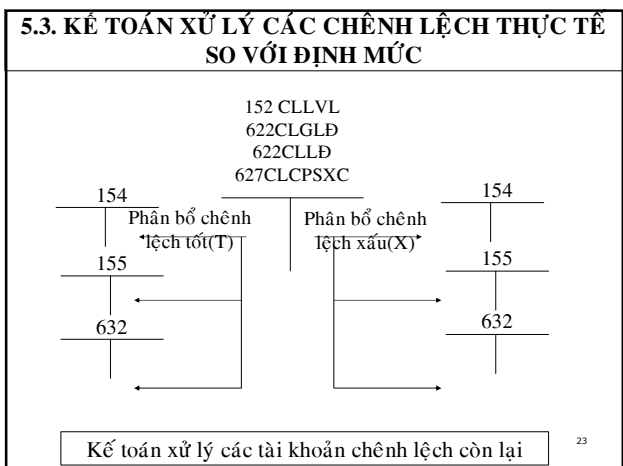 5.3. KẾ TOÁN XỬ LÝ CÁC CHÊNH LỆCH THỰC TẾ
SO VỚI ĐỊNH MỨC
152 CLLVL
622CLGLĐ
622CLLĐ
627CLCPSXC
154
Phân bổ chênh
lệch tốt(T)
Phân bổ chênh
lệch xấu(X)
154
155
155
632
632
Kế toán xử lý các tài khoản chênh lệch còn lại
23